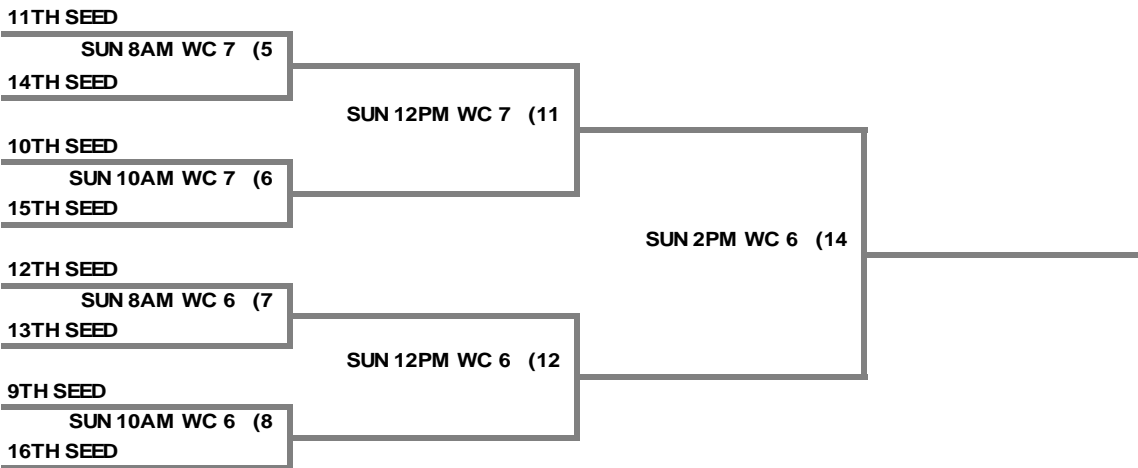 11TH SEED
SUN 8AM WC 7 (5
14TH SEED
SUN 12PM WC 7 (11
10TH SEED
SUN 10AM WC 7 (6
15TH SEED
SUN 2PM WC 6 (14
12TH SEED
SUN 8AM WC 6 (7
13TH SEED
SUN 12PM WC 6 (12
9TH SEED
SUN 10AM WC 6 (8
16TH SEED